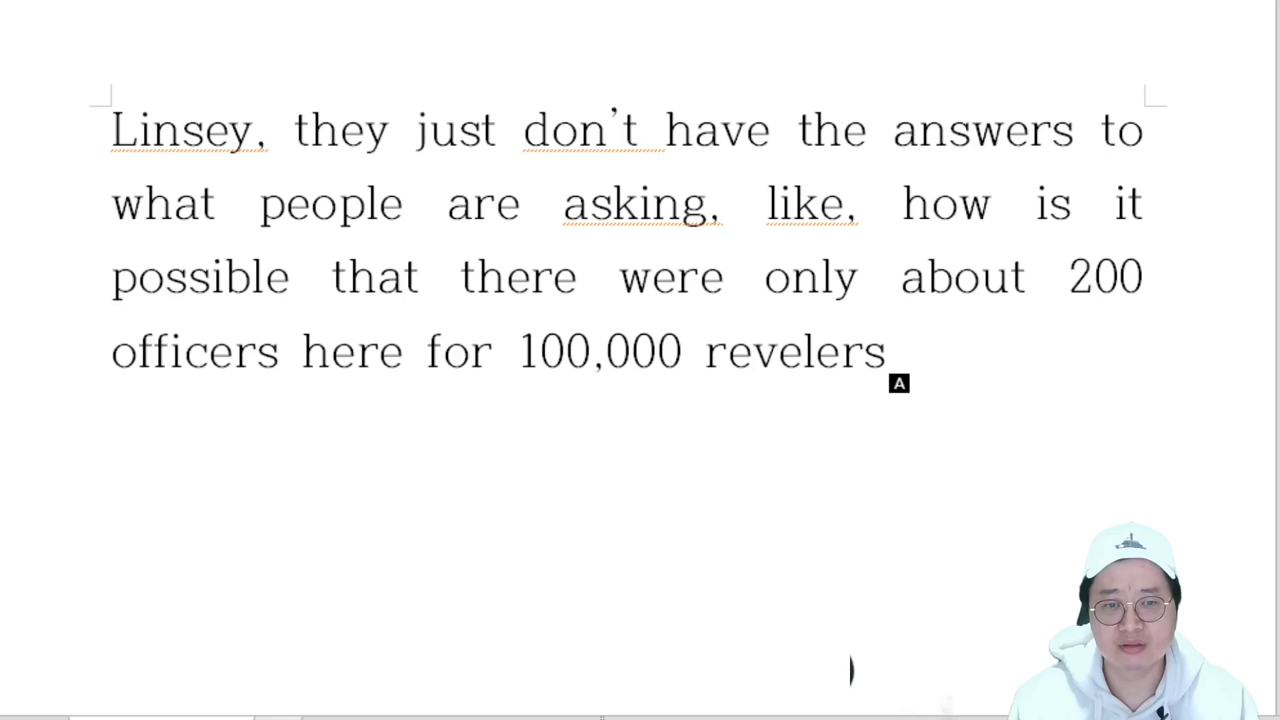 Linsey, they just don't have the answers to
what people are asking, like, how is it
possible that there were only about 200
officers here for 100,000 revelers
A